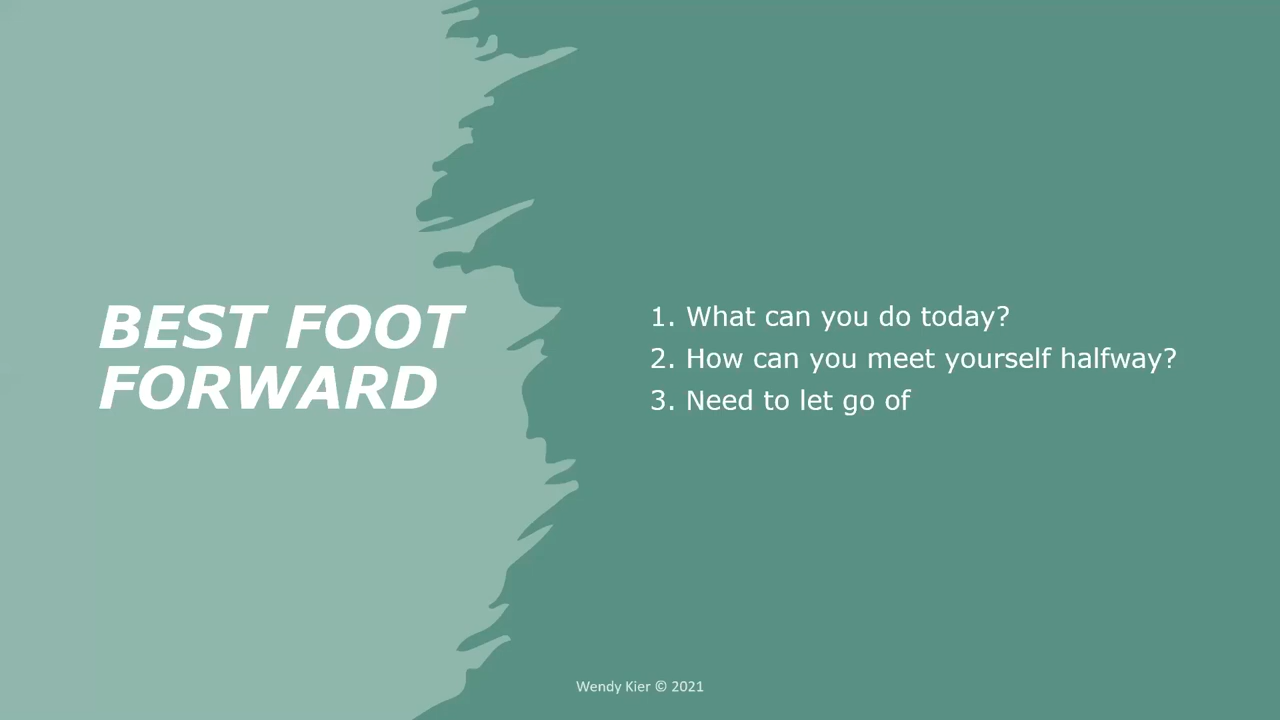 BEST FOOT
FORWARD
1. What can you do today?
2. How can you meet yourself halfway?
3. Need to let go of
Wendy Kier © 2021